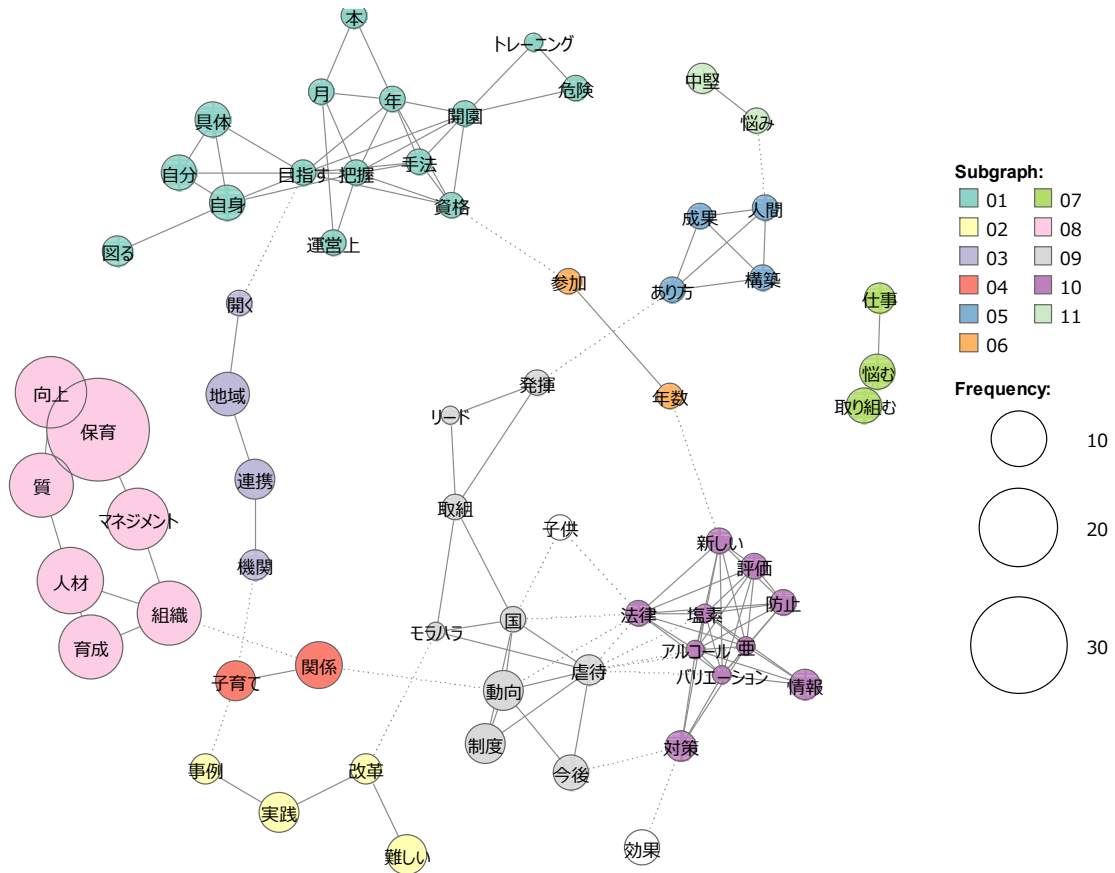 本
トレーニング
月
年
開園
危険
中堅
悩み
具体
自分
自身
目指す
把握
手法
資格
図る
運営上
成果
人間
あり方
構築
参加
開く
仕事
悩む
取り組む
向上
保育
質
マネジメント
人材
組織
育成
地域
連携
機関
発揮
リード
年数
取組
子供
新しい
評価
防止
法律
塩素
亜
アルコール
バリエーション
情報
国
モラハラ
虐待
動向
制度
今後
対策
子育て
関係
事例
改革
実践
難しい
効果
Subgraph:
01 07
02 08
03 09
04 10
05 11
06
Frequency:
10
20
30